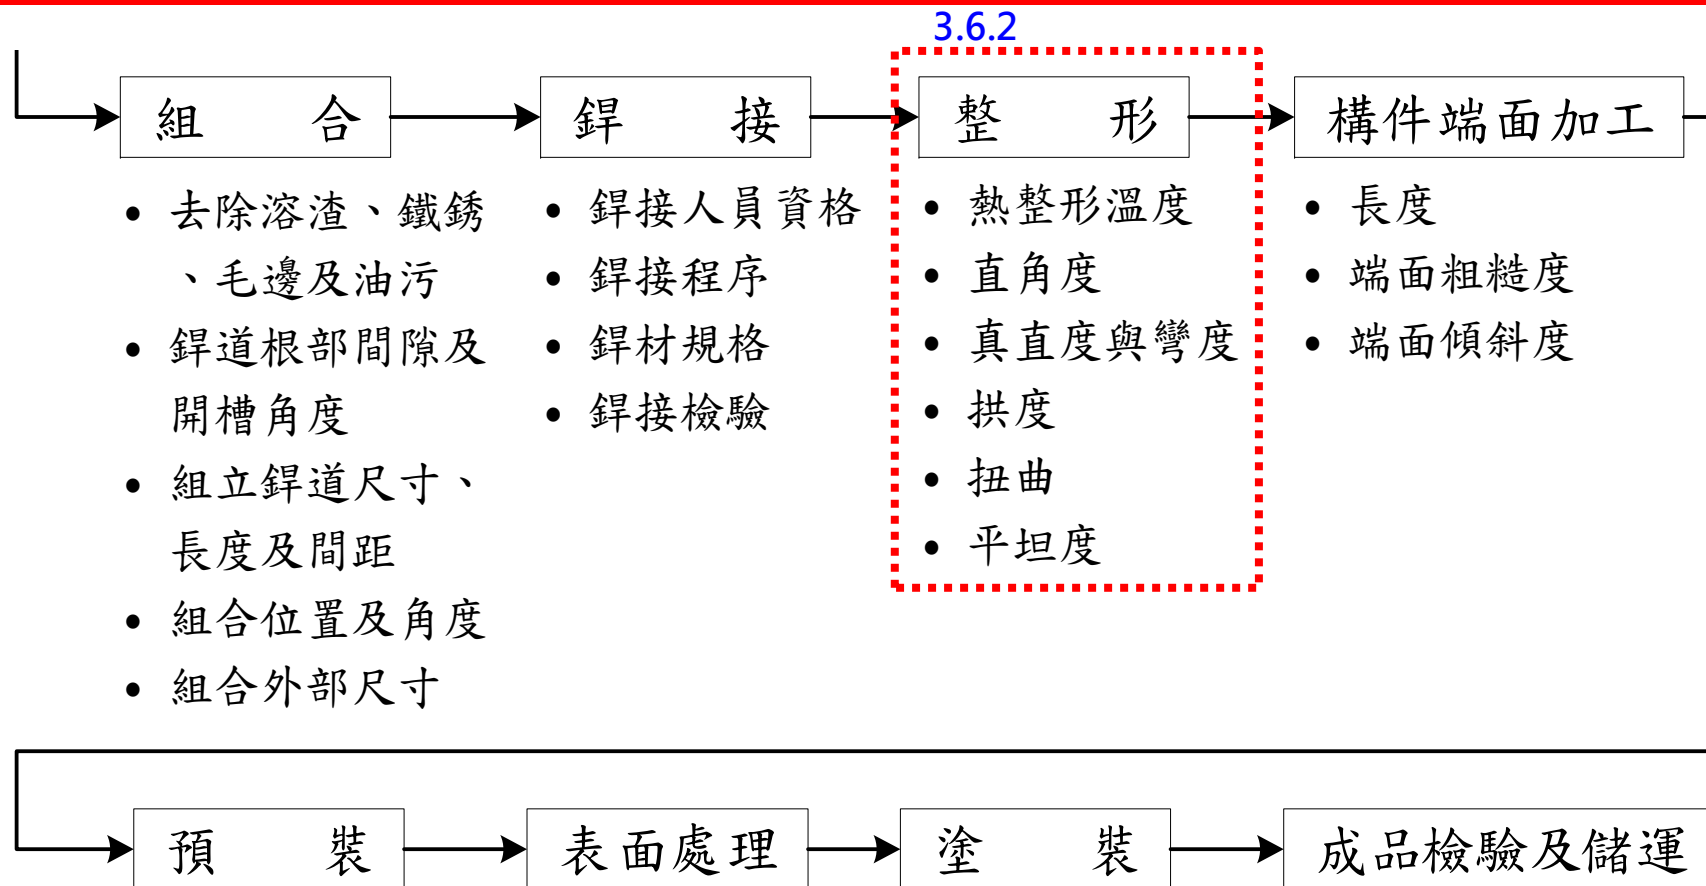 3.6.2
組　合
銲　接
整　形
構件端面加工
• 去除溶渣、鐵銹
、毛邊及油污
• 銲道根部間隙及
開槽角度
• 組立銲道尺寸、
長度及間距
• 組合位置及角度
• 組合外部尺寸
• 銲接人員資格
• 銲接程序
• 銲材規格
• 銲接檢驗
• 熱整形溫度
• 直角度
• 真直度與彎度
• 拱度
• 扭曲
• 平坦度
• 長度
• 端面粗糙度
• 端面傾斜度
預　裝
表面處理
塗　裝
成品檢驗及儲運